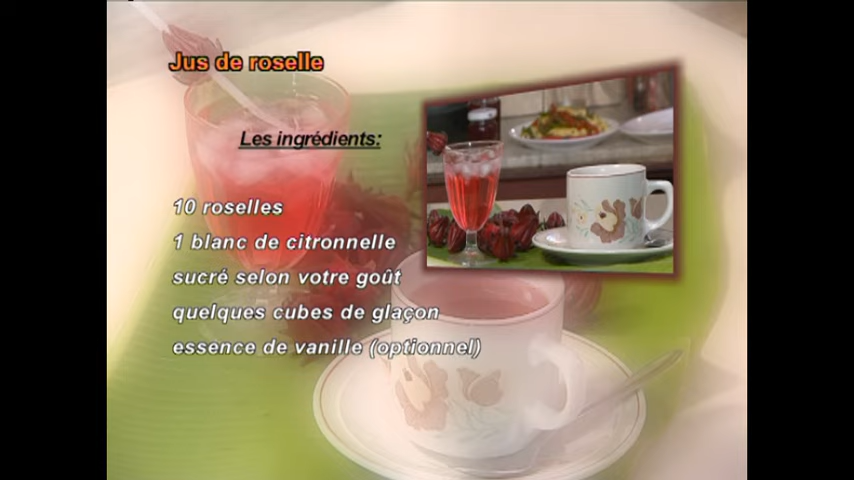 Jus de roselle
Les ingrédients:
10 roselles
1 blanc de citronnelle
sucré selon votre goût
quelques cubes de glaçon
essence de vanille (optionnel)